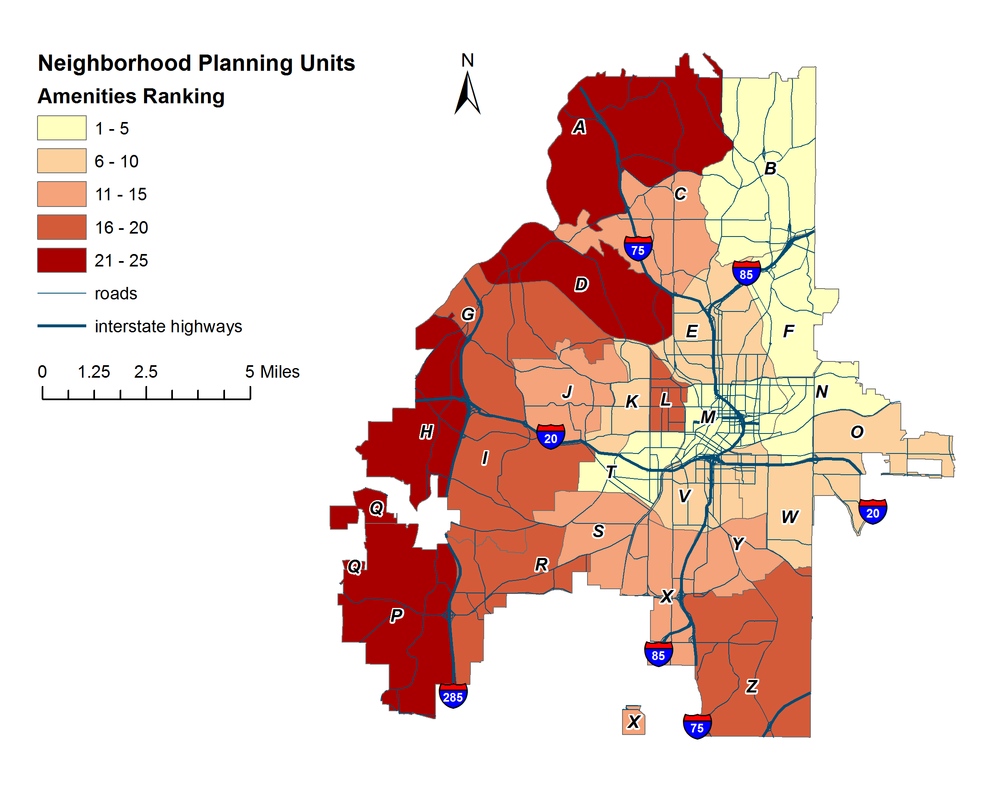 Neighborhood Planning Units
Amenities Ranking
1 - 5
6 - 10
11 - 15
16 - 20
21 - 25
roads
interstate highways
0 1.25 2.5 5 Miles
N
A
B
C
75
85
D
G
E
F
J
K
L
M
N
H
20
O
I
T
V
Q
W
20
S
Y
Q
R
X
P
85
Z
285
X
75